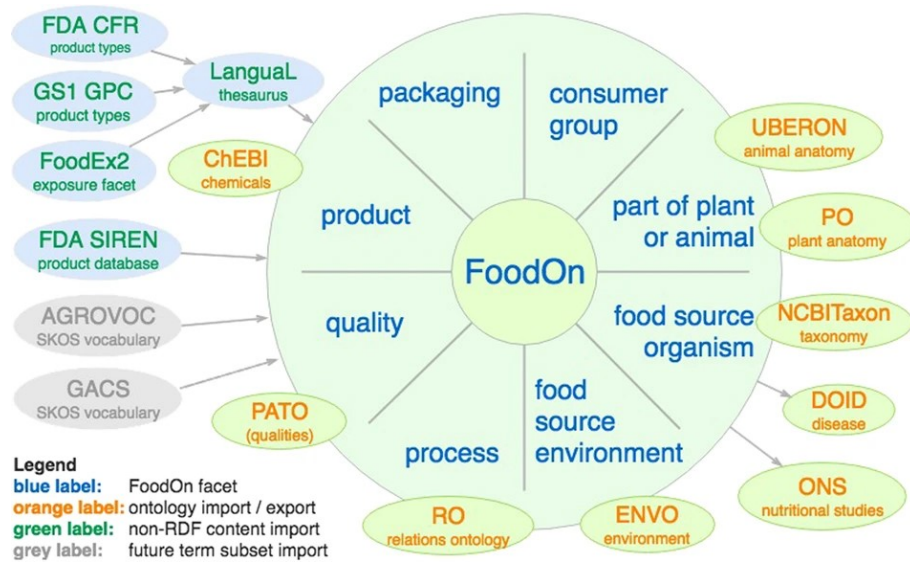 FDA CFR
product types
GS1 GPC
product types
FoodEx2
exposure facet
LanguaL
thesaurus
ChEBI
chemicals
FDA SIREN
product database
AGROVOC
SKOS vocabulary
GACS
SKOS vocabulary
PATO
(qualities)
packaging
consumer
group
product
part of plant
or animal
FoodOn
quality
food source
organism
process
food
source
environment
UBERON
animal anatomy
PO
plant anatomy
NCBITaxon
taxonomy
DOID
disease
ONS
nutritional studies
RO
relations ontology
ENVO
environment
Legend
blue label: FoodOn facet
orange label: ontology import / export
green label: non-RDF content import
grey label: future term subset import